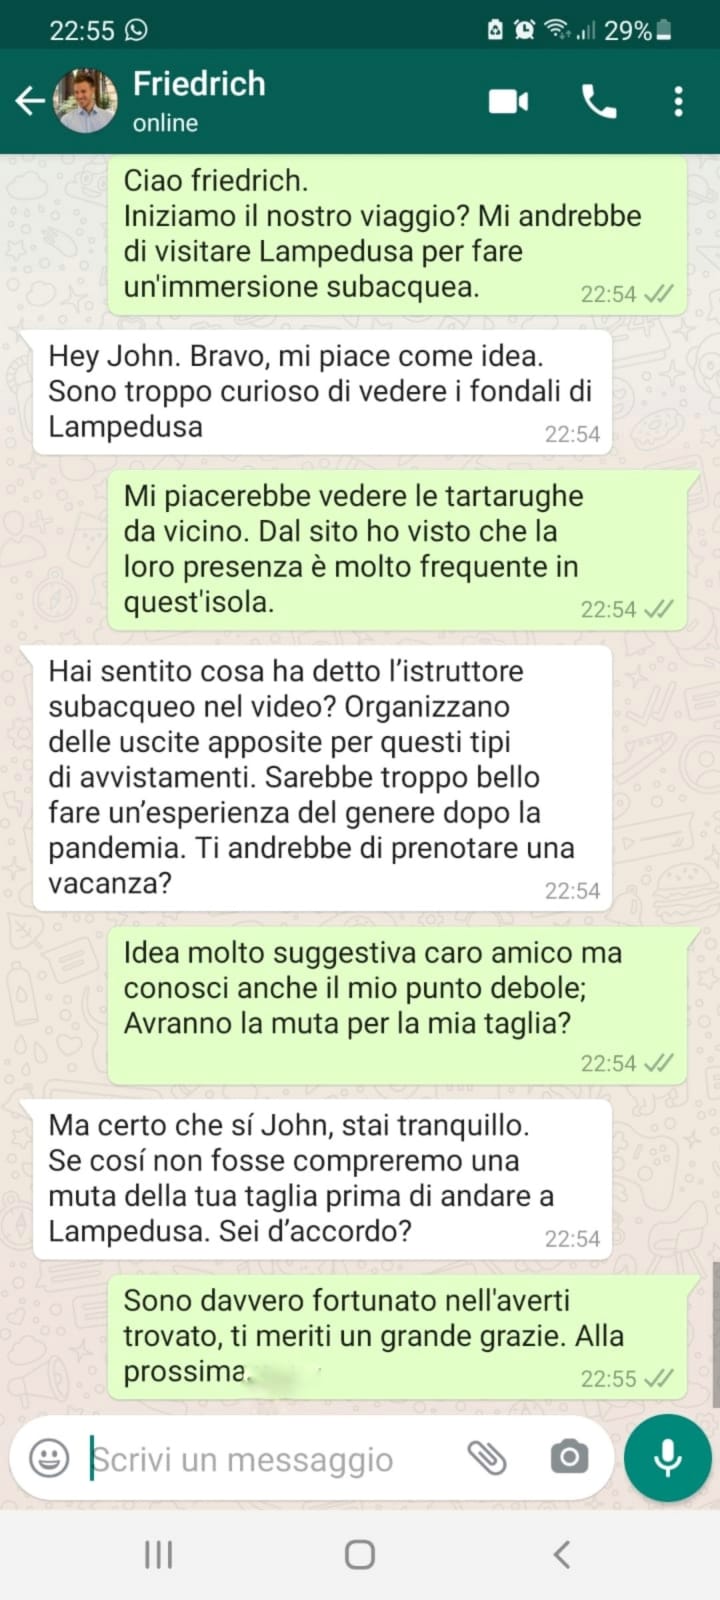 22:55
29%
Friedrich
online
Ciao friedrich.
Iniziamo il nostro viaggio? Mi andrebbe
di visitare Lampedusa per fare
un'immersione subacquea.
22:54
Hey John. Bravo, mi piace come idea.
Sono troppo curioso di vedere i fondali di
Lampedusa
22:54
Mi piacerebbe vedere le tartarughe
da vicino. Dal sito ho visto che la
loro presenza è molto frequente in
quest'isola.
22:54
Hai sentito cosa ha detto l’istruttore
subacqueo nel video? Organizzano
delle uscite apposite per questi tipi
di avvistamenti. Sarebbe troppo bello
fare un’esperienza del genere dopo la
pandemia. Ti andrebbe di prenotare una
vacanza?
22:54
Idea molto suggestiva caro amico ma
conosci anche il mio punto debole;
Avranno la muta per la mia taglia?
22:54
Ma certo che sí John, stai tranquillo.
Se cosí non fosse compreremo una
muta della tua taglia prima di andare a
Lampedusa. Sei d’accordo?
22:54
Sono davvero fortunato nell'averti
trovato, ti meriti un grande grazie. Alla
prossima.
22:55
Scrivi un messaggio